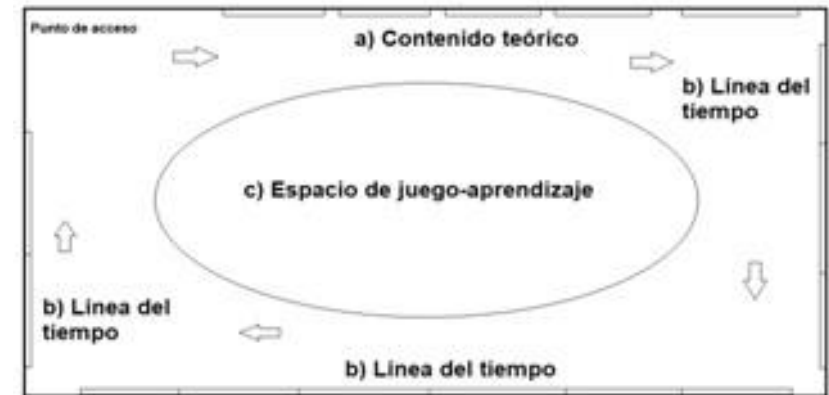 Punto de acceso
a) Contenido teórico
b) Línea del
tiempo
c) Espacio de juego-aprendizaje
b) Línea del
tiempo
b) Línea del tiempo